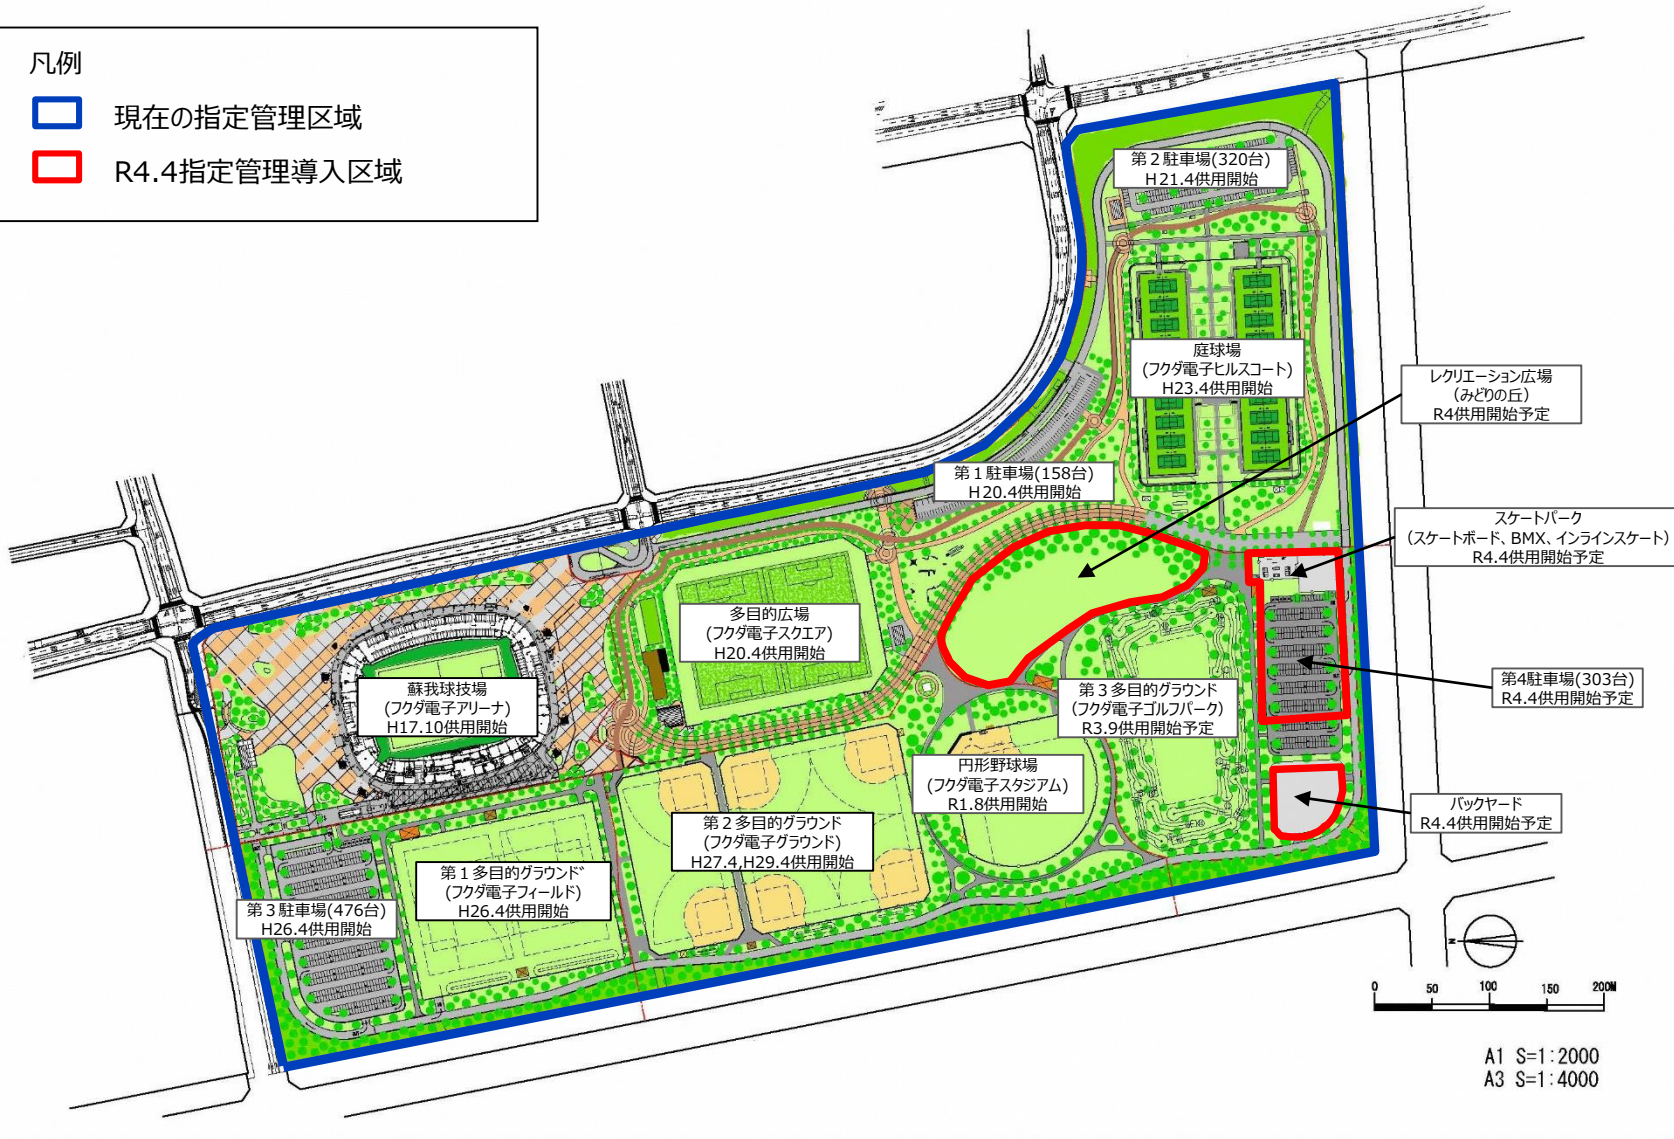 凡例
現在の指定管理区域
R4.4指定管理導入区域
第2駐車場(320台)
H21.4供用開始
庭球場
(フクダ電子ヒルスコート)
H23.4供用開始
レクリエーション広場
(みどりの丘)
R4供用開始予定
第1駐車場(158台)
H20.4供用開始
スケートパーク
(スケートボード、BMX、インラインスケート)
R4.4供用開始予定
多目的広場
(フクダ電子スクエア)
H20.4供用開始
蘇我球技場
(フクダ電子アリーナ)
H17.10供用開始
第3多目的グラウンド
(フクダ電子ゴルフパーク)
R3.9供用開始予定
第4駐車場(303台)
R4.4供用開始予定
円形野球場
(フクダ電子スタジアム)
R1.8供用開始
バックヤード
R4.4供用開始予定
第2多目的グラウンド
(フクダ電子グラウンド)
H27.4,H29.4供用開始
第1多目的グラウンド
(フクダ電子フィールド)
H26.4供用開始
第3駐車場(476台)
H26.4供用開始
N
0 50 100 150 200M
A1 S=1:2000
A3 S=1:4000